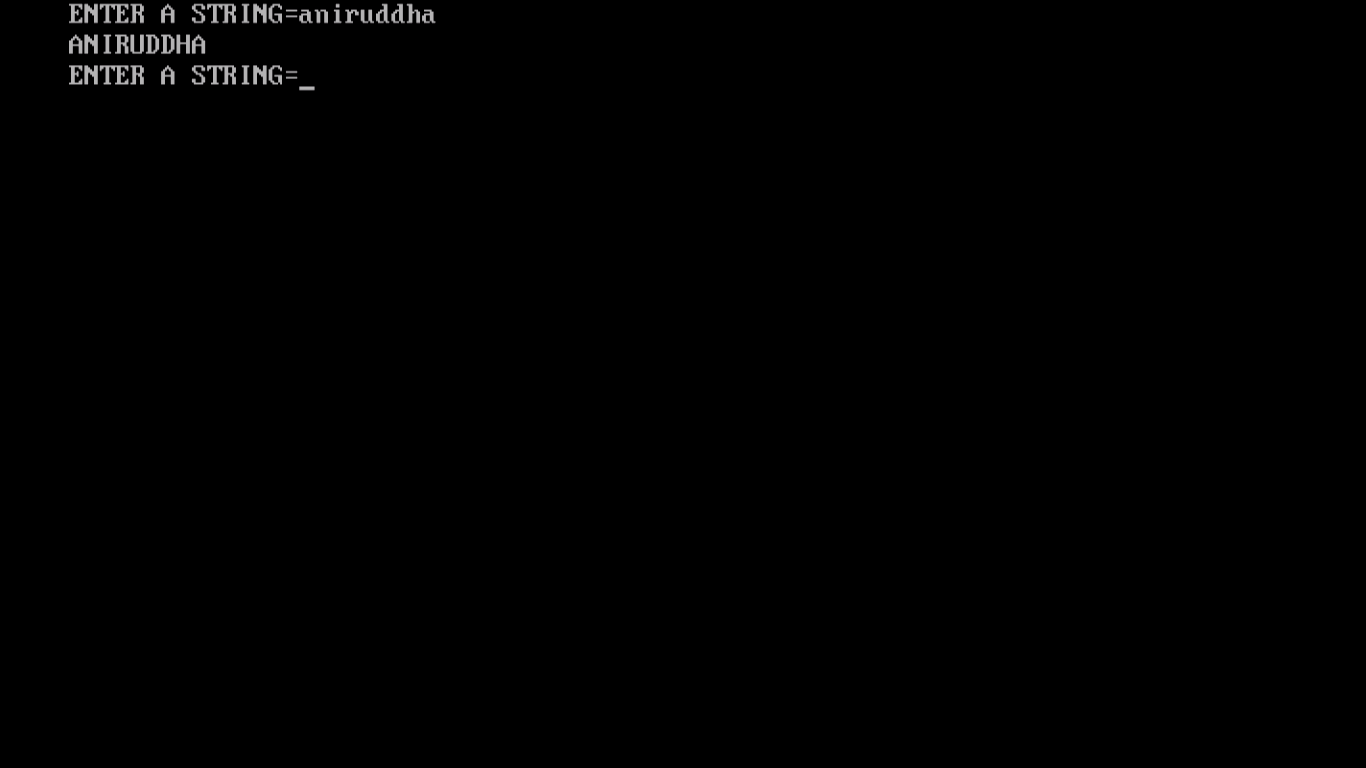 ENTER A STRING=aniruddha
ANIRUDDHA
ENTER A STRING=_